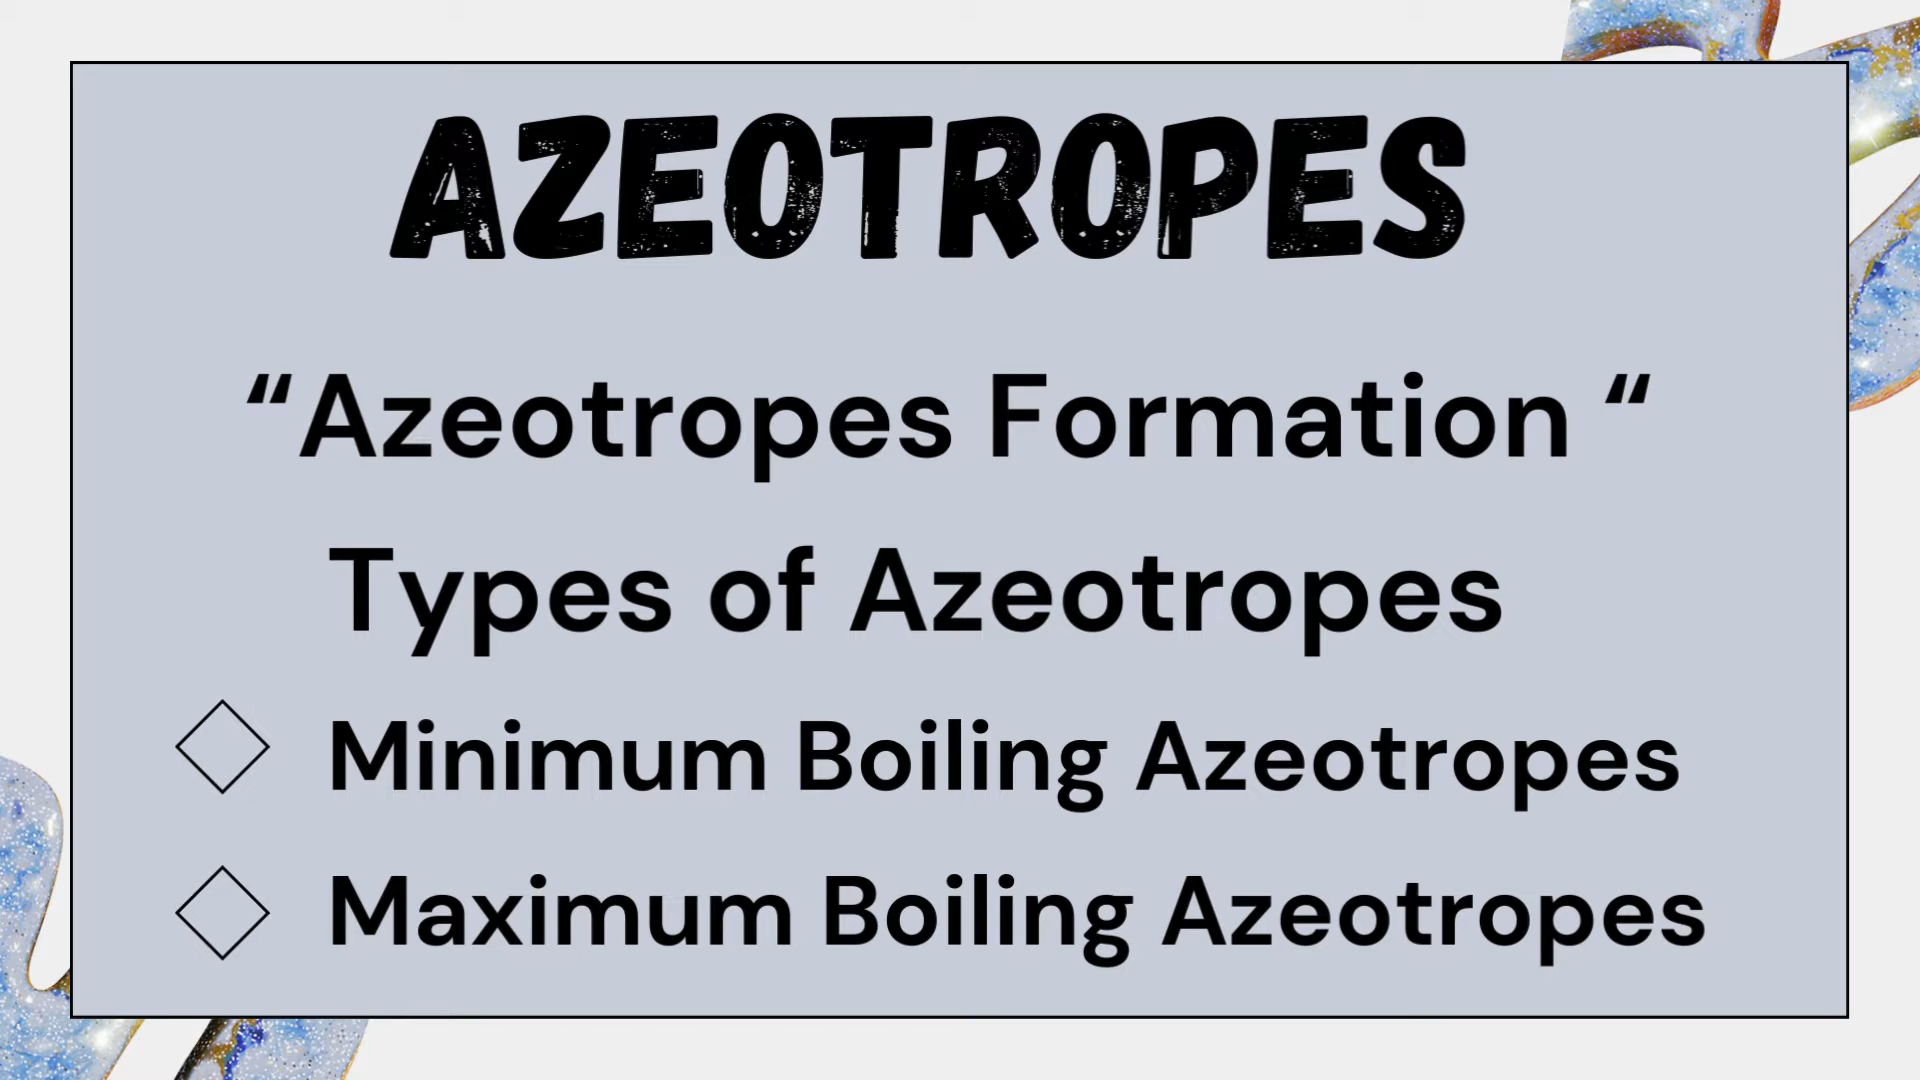 AZEOTROPES
“Azeotropes Formation “
Types of Azeotropes
Minimum Boiling Azeotropes
Maximum Boiling Azeotropes